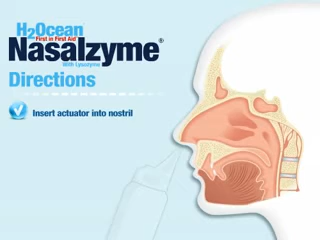 H2Ocean
First in First Aid
Nasalzyme®
With Lysozyme
Directions
Insert actuator into nostril